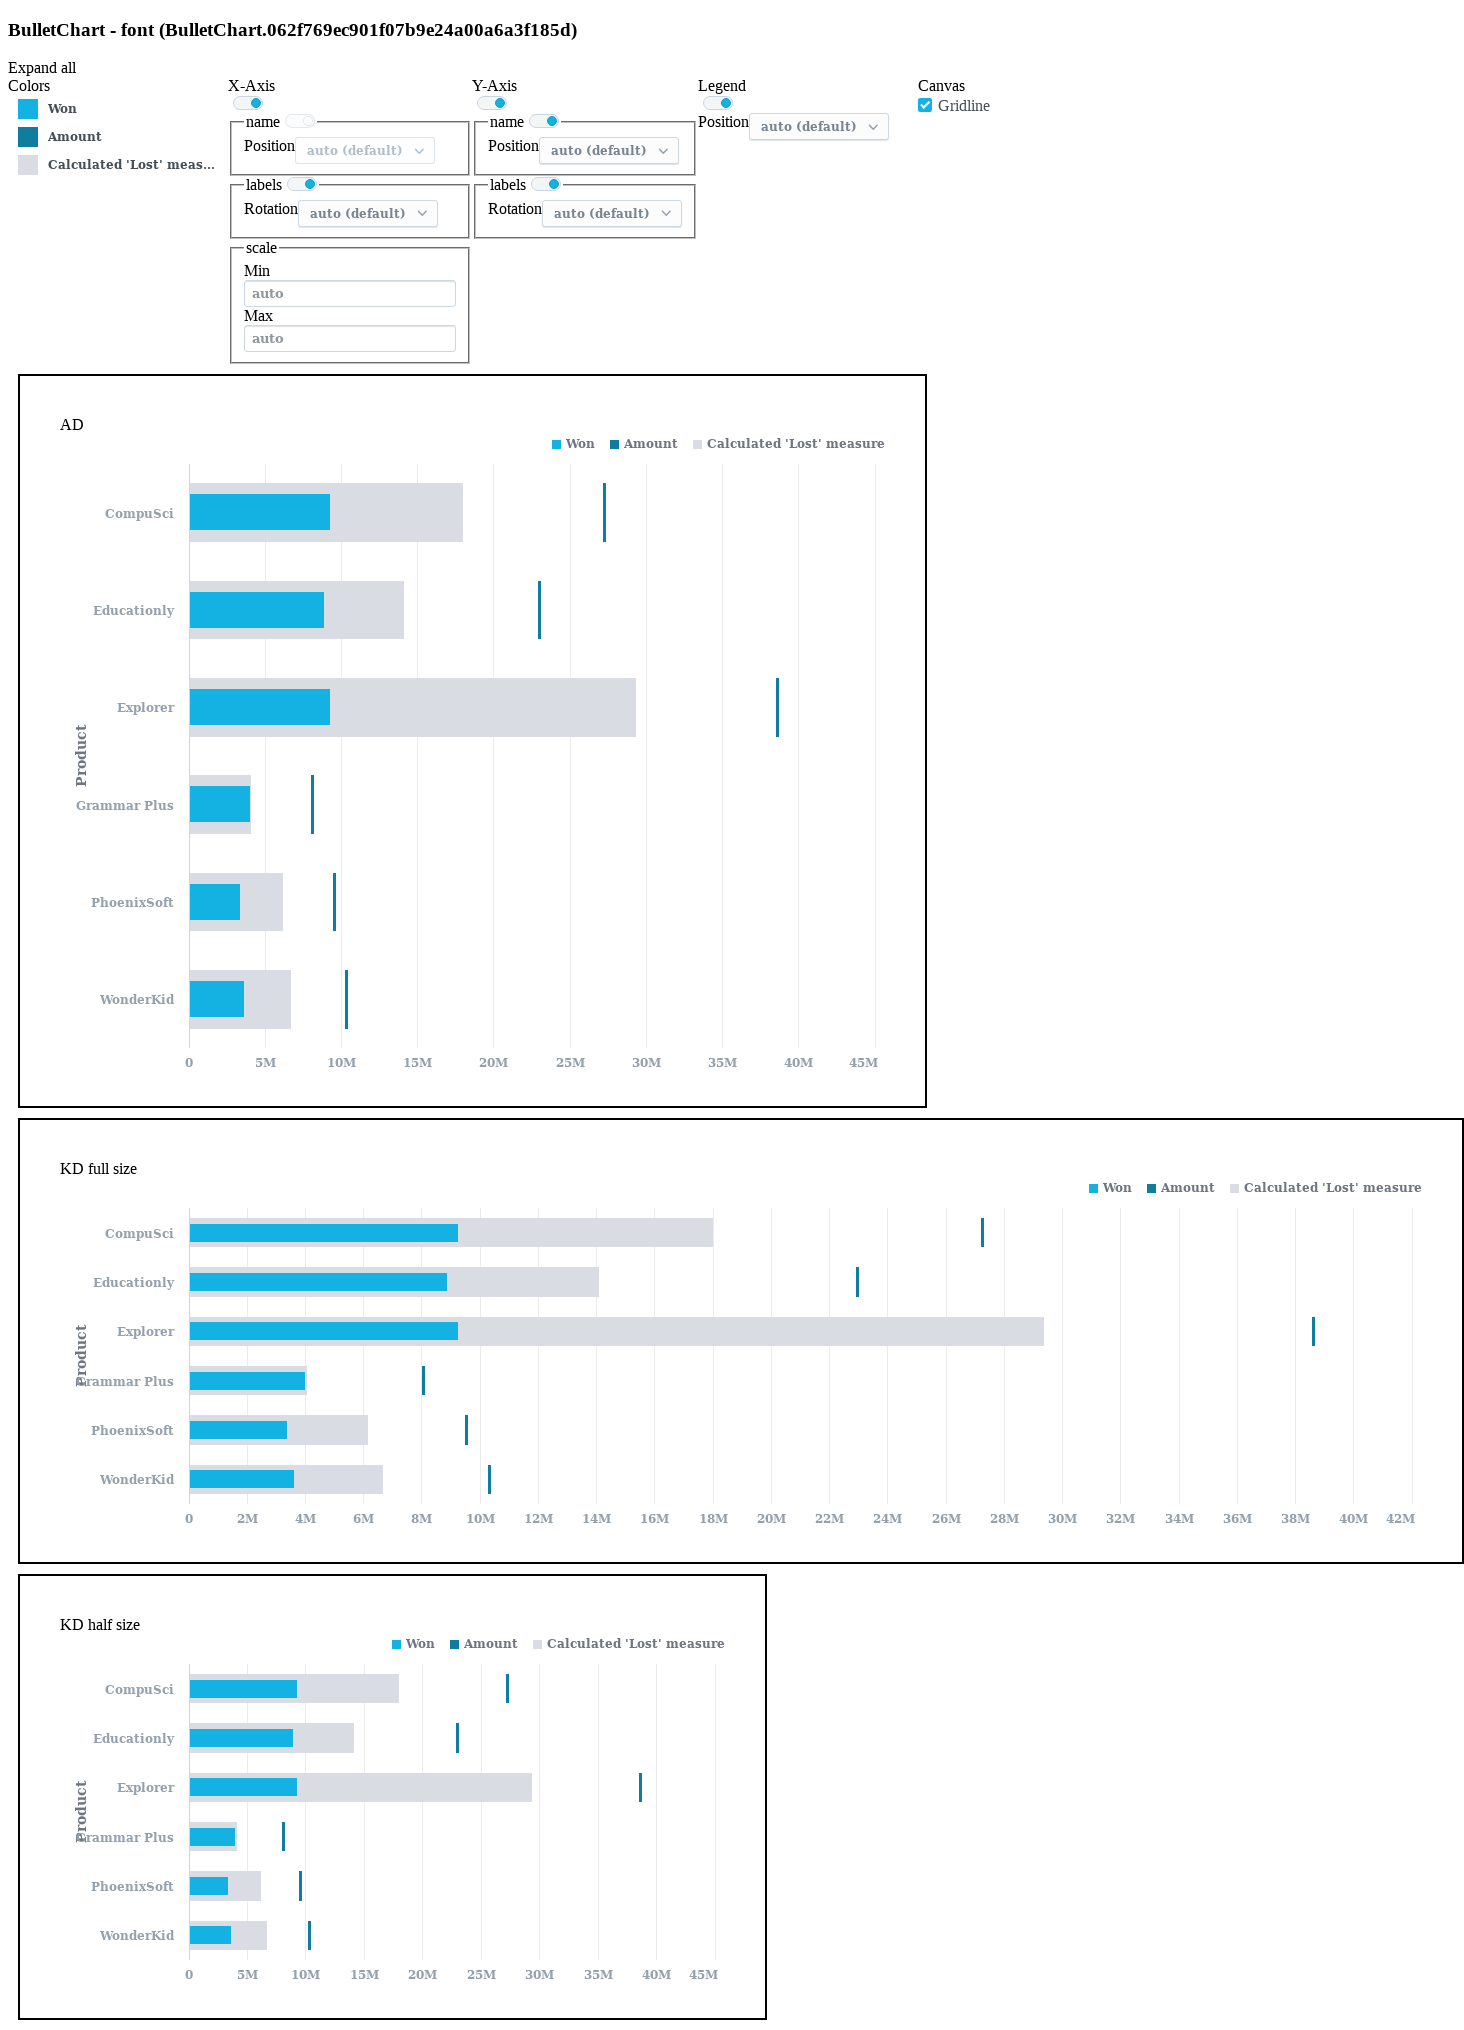 BulletChart - font (BulletChart.062f769ec901f07b9e24a00a6a3f185d)
Expand all
Colors
Won
Amount
Calculated 'Lost' meas...
X-Axis
name
Position auto (default)
labels
Rotation auto (default)
scale
Min
auto
Max
auto
Y-Axis
name
Position auto (default)
labels
Rotation auto (default)
Legend
Position auto (default)
Canvas
Gridline
AD
Won Amount Calculated 'Lost' measure
Product
CompuSci
Educationly
Explorer
Grammar Plus
PhoenixSoft
WonderKid
0 5M 10M 15M 20M 25M 30M 35M 40M 45M
KD full size
Won Amount Calculated 'Lost' measure
Product
CompuSci
Educationly
Explorer
Grammar Plus
PhoenixSoft
WonderKid
0 2M 4M 6M 8M 10M 12M 14M 16M 18M 20M 22M 24M 26M 28M 30M 32M 34M 36M 38M 40M 42M
KD half size
Won Amount Calculated 'Lost' measure
Product
CompuSci
Educationly
Explorer
Grammar Plus
PhoenixSoft
WonderKid
0 5M 10M 15M 20M 25M 30M 35M 40M 45M